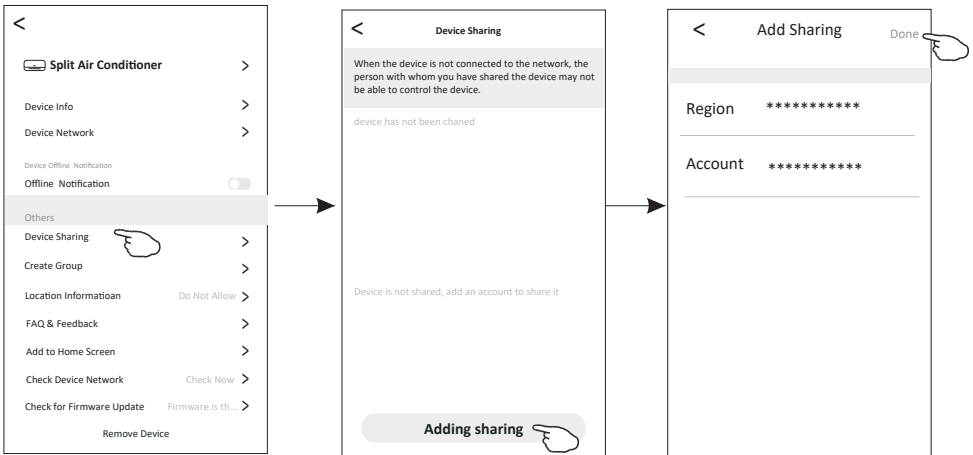 <
Split Air Conditioner >
Device Info >
Device Network >
Device Offline Notification
Offline Notification
Others
Device Sharing >
Create Group >
Location Informatioan Do Not Allow >
FAQ & Feedback >
Add to Home Screen >
Check Device Network Check Now >
Check for Firmware Update Firmware is th... >
Remove Device
< Device Sharing
When the device is not connected to the network, the
person with whom you have shared the device may not
be able to control the device.
device has not been chaned
Device is not shared, add an account to share it
Adding sharing
< Add Sharing Done
Region ***********
Account ***********